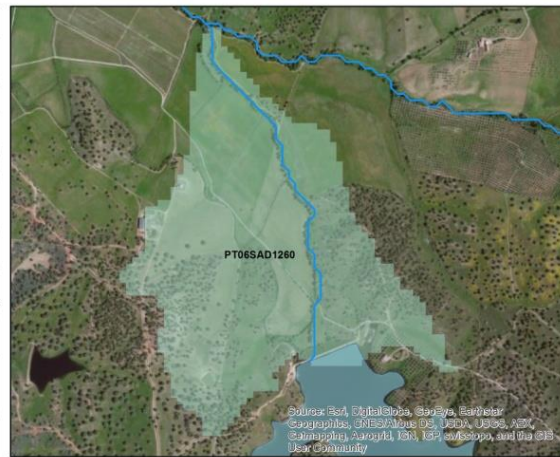 PT06SAD1260
Source: Esri, DigitalGlobe, GeoEye, Earthstar
Geographics, CNES/Airbus DS, USDA, USGS, AEX,
Getmapping, Aerogrid, IGN, IGP, swisstopo, and the GIS
User Community